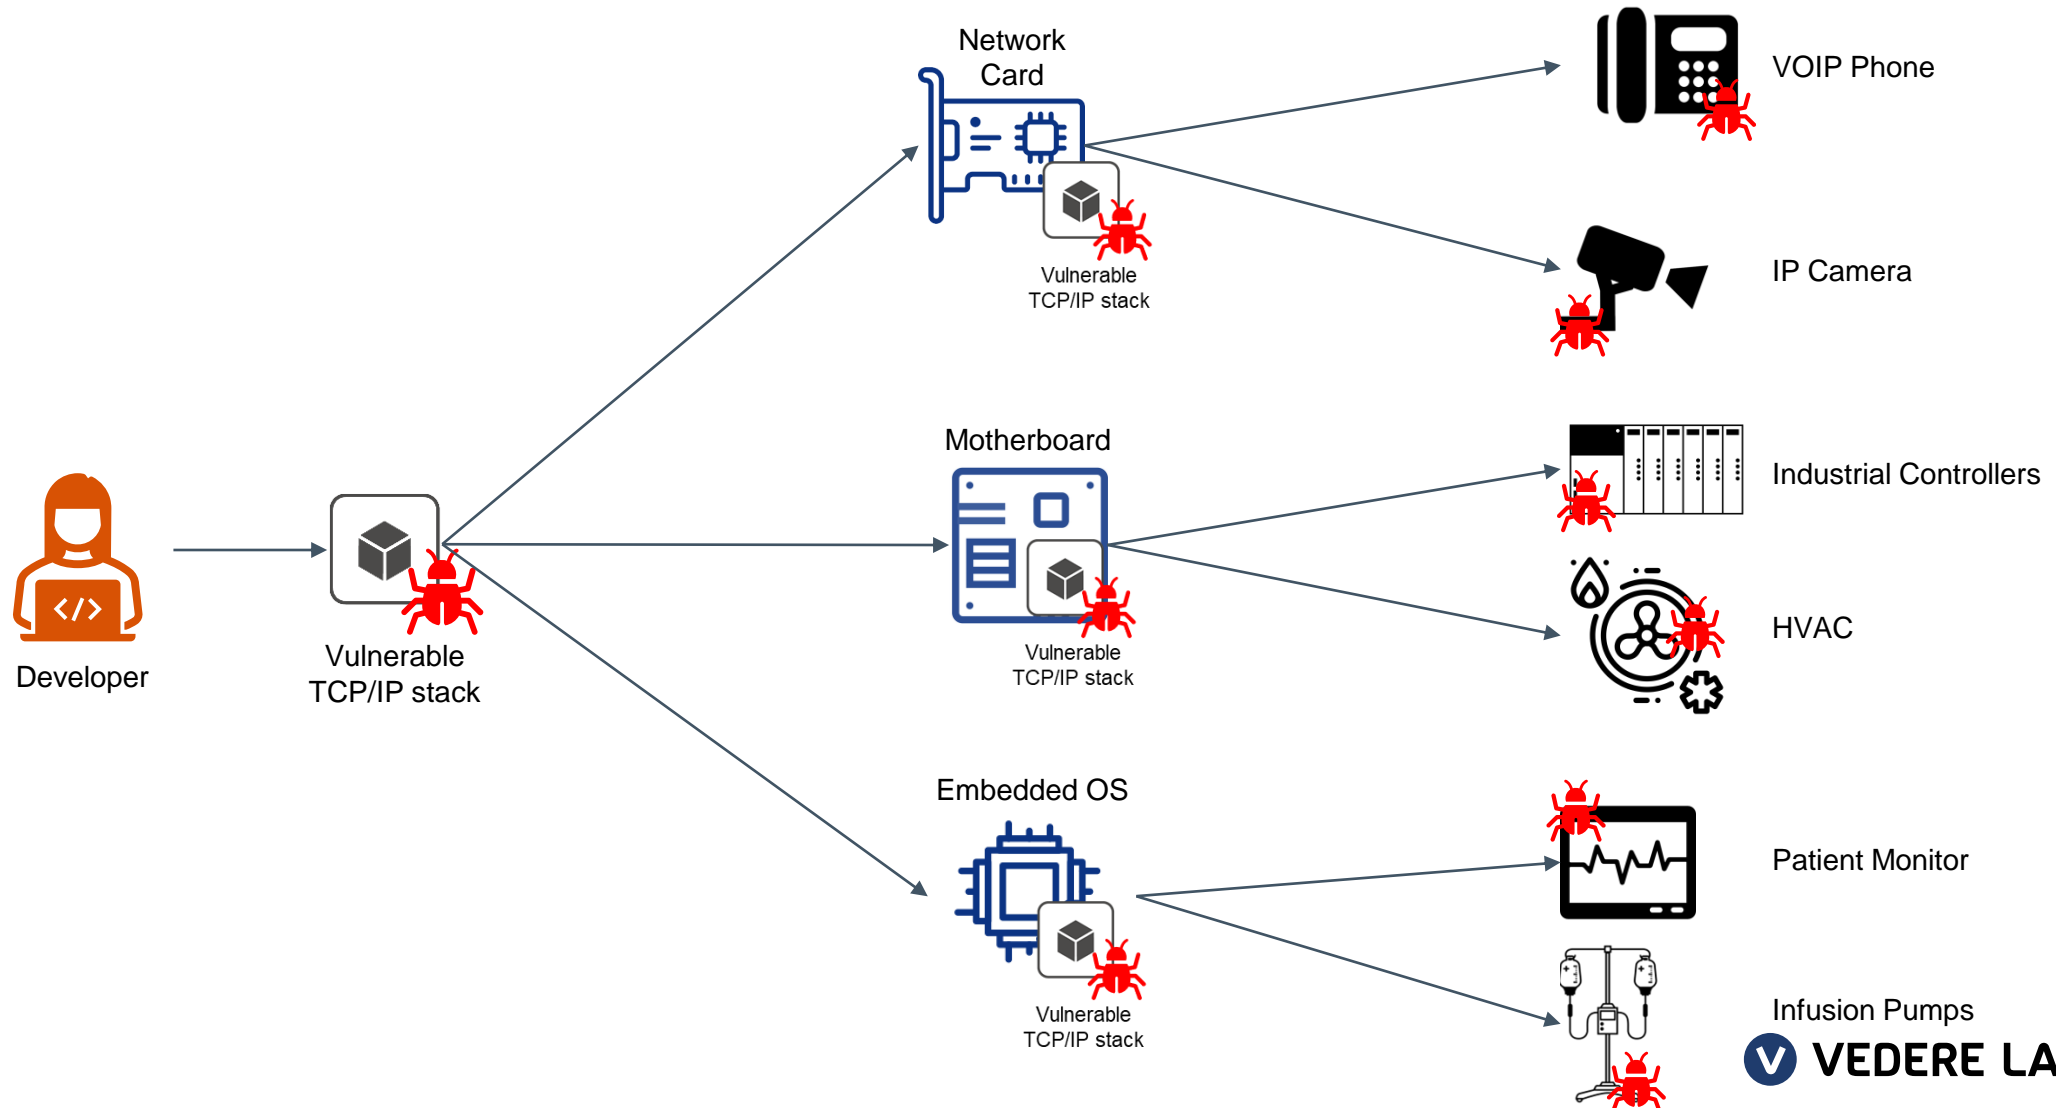 Network
Card
Vulnerable
TCP/IP stack
VOIP Phone
IP Camera
Developer
</>
Vulnerable
TCP/IP stack
Motherboard
Vulnerable
TCP/IP stack
Industrial Controllers
HVAC
Embedded OS
Vulnerable
TCP/IP stack
Patient Monitor
Infusion Pumps
V VEDERE LA